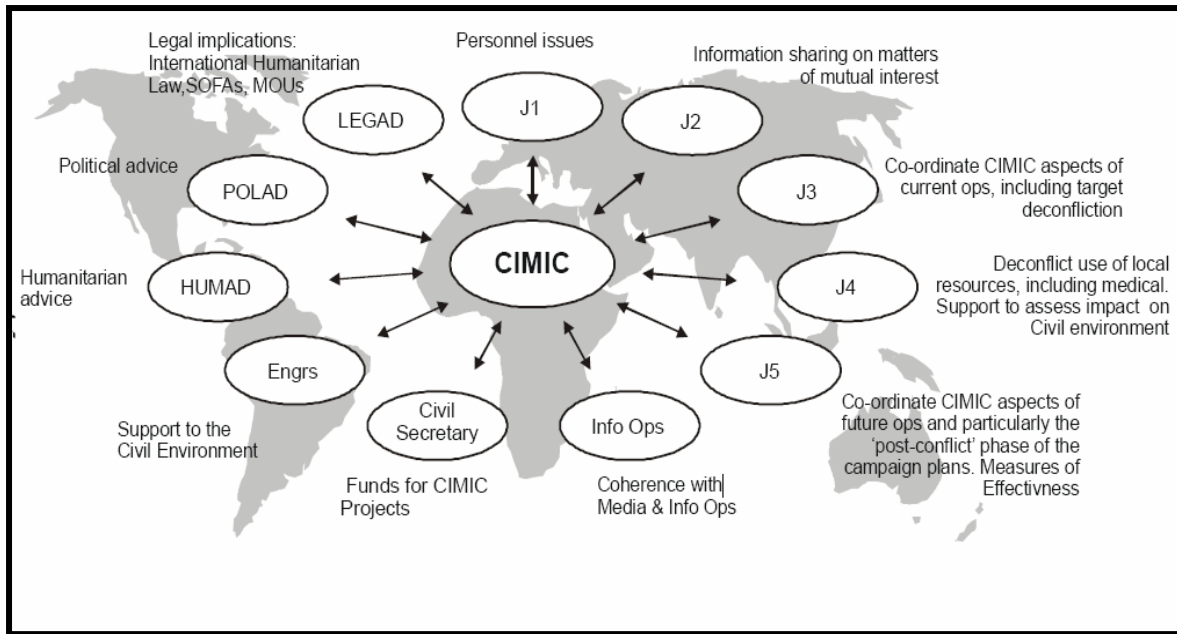 Legal implications:
International Humanitarian
Law,SOFAs, MOUs
LEGAD
Personnel issues
J1
Information sharing on matters
of mutual interest
J2
Co-ordinate CIMIC aspects of
current ops, including target
deconfliction
J3
Political advice
POLAD
CIMIC
Humanitarian
advice
HUMAD
Deconflict use of local
resources, including medical.
Support to assess impact on
Civil environment
J4
Engrs
Support to the
Civil Environment
Civil
Secretary
Funds for CIMIC
Projects
Info Ops
Coherence with
Media & Info Ops
J5
Co-ordinate CIMIC aspects of
future ops and particularly the
‘post-conflict’ phase of the
campaign plans. Measures of
Effectivness